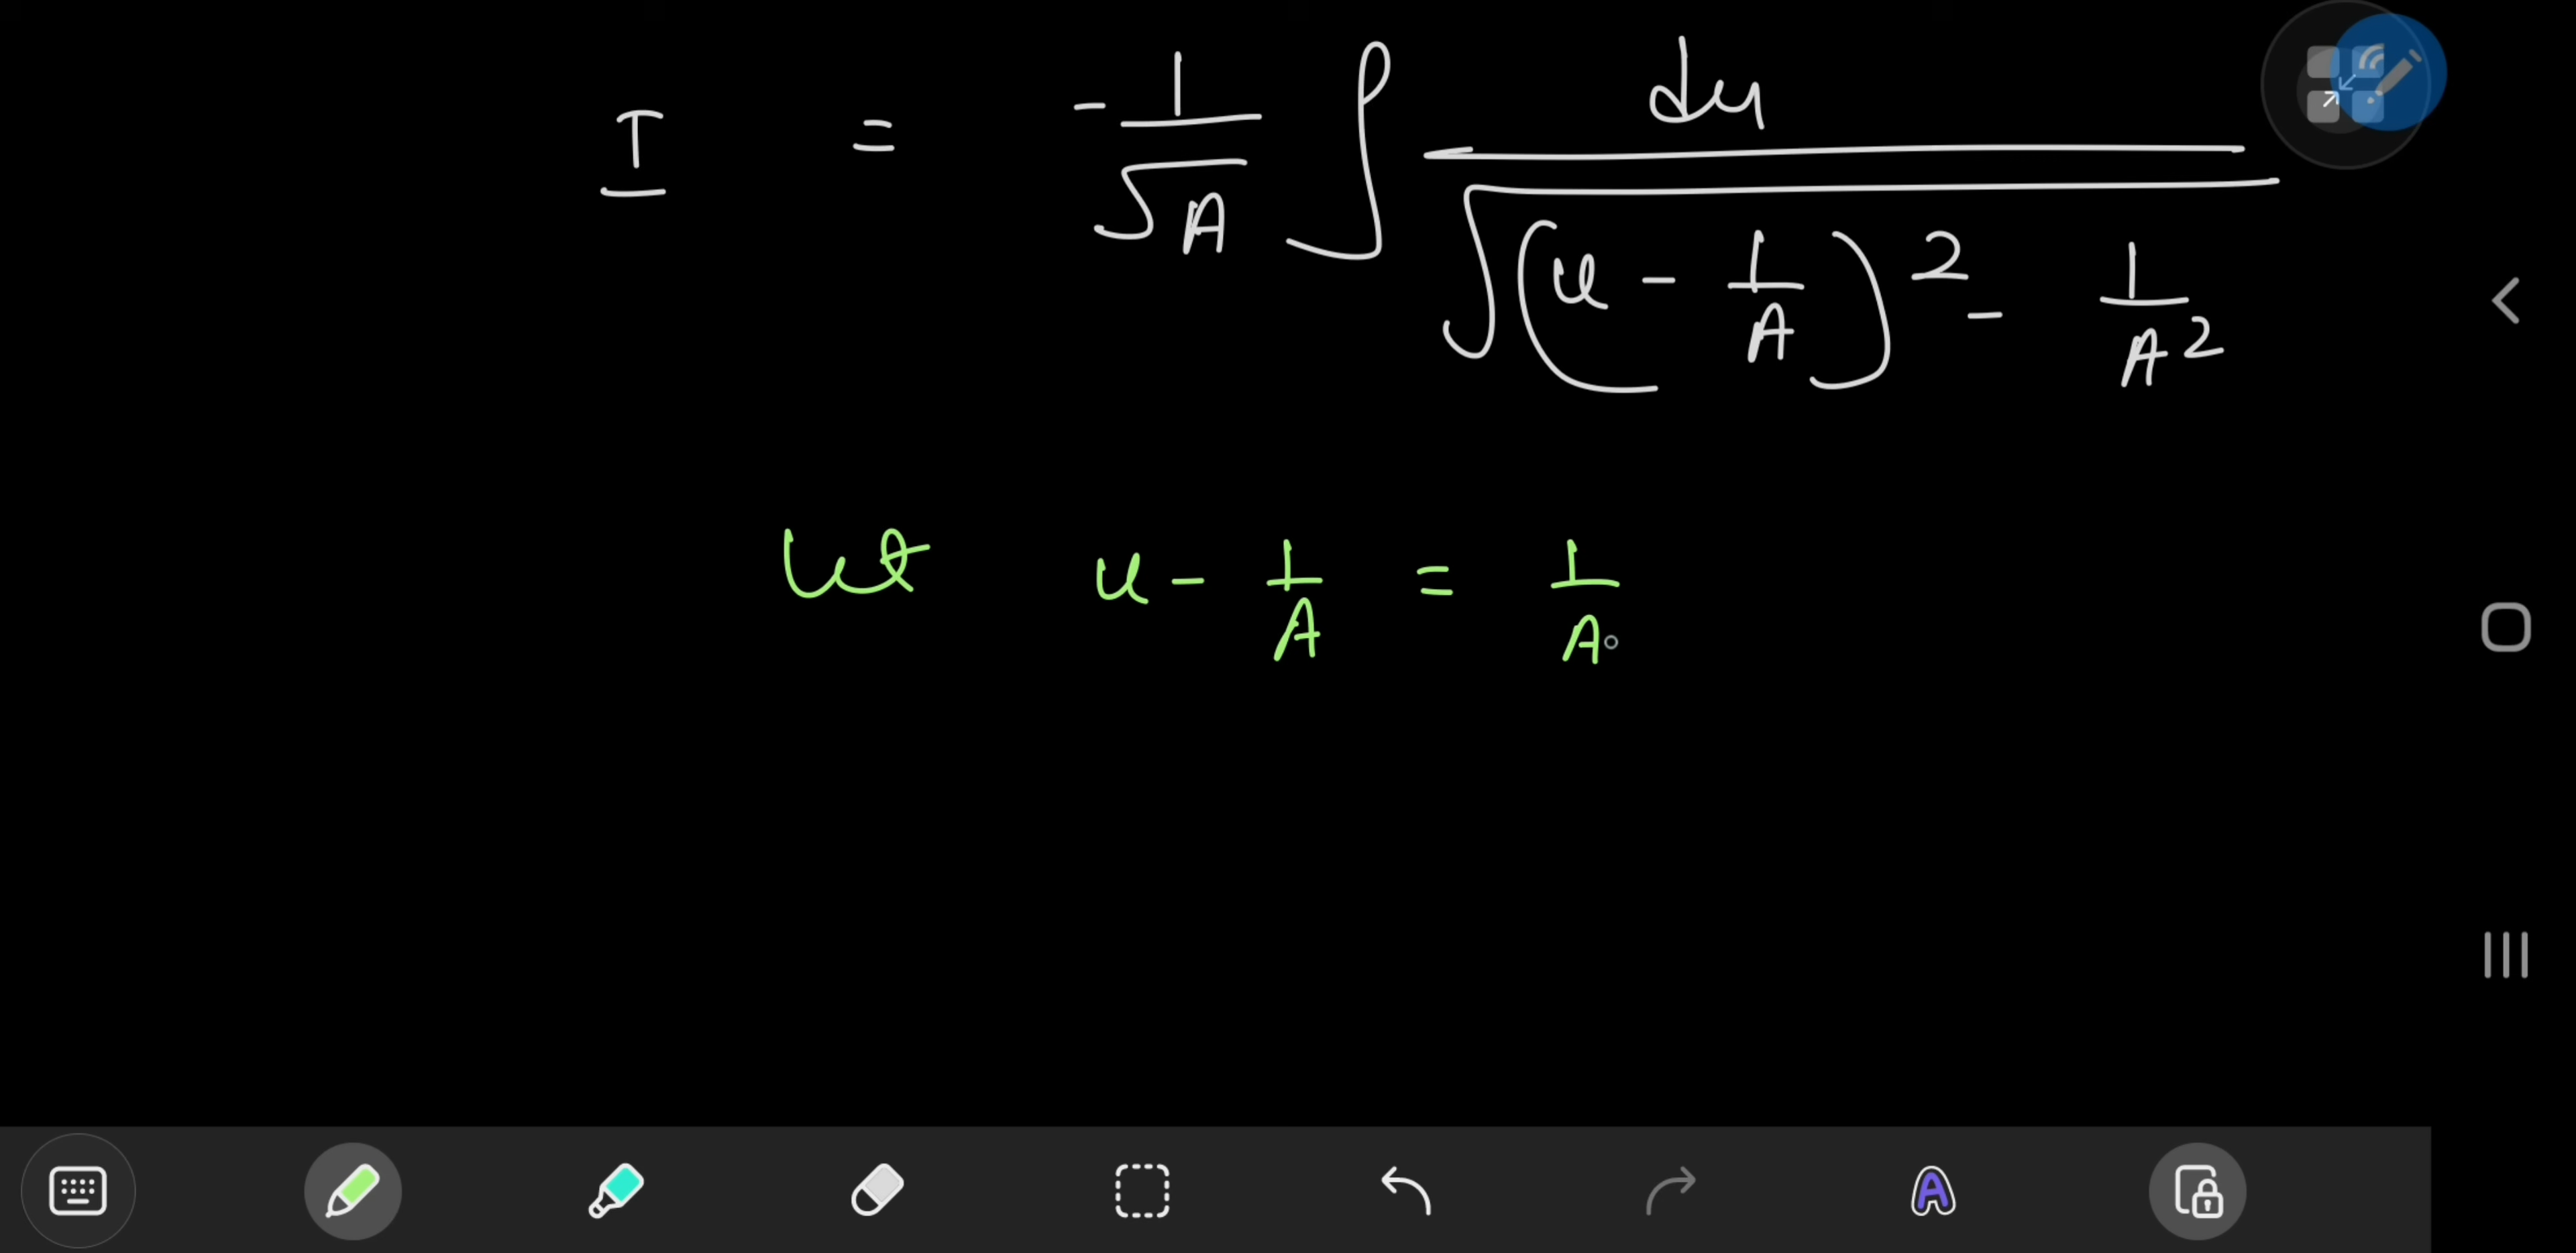 I = -1/√A ∫ du/√((u - 1/A)² - 1/A²)
let u - 1/A = 1/A
A